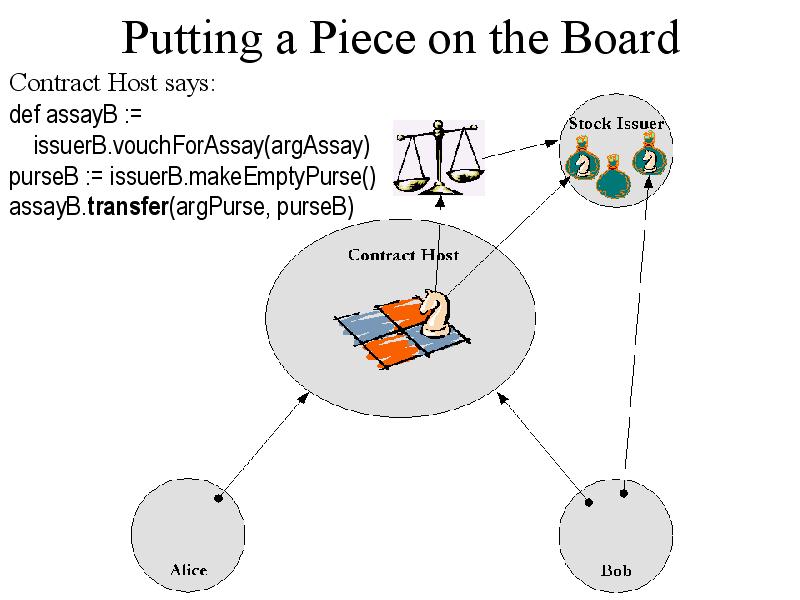 Putting a Piece on the Board
Contract Host says:
def assayB :=
issuerB.vouchForAssay(argAssay)
purseB := issuerB.makeEmptyPurse()
assayB.transfer(argPurse, purseB)
Stock Issuer
Contract Host
Alice
Bob